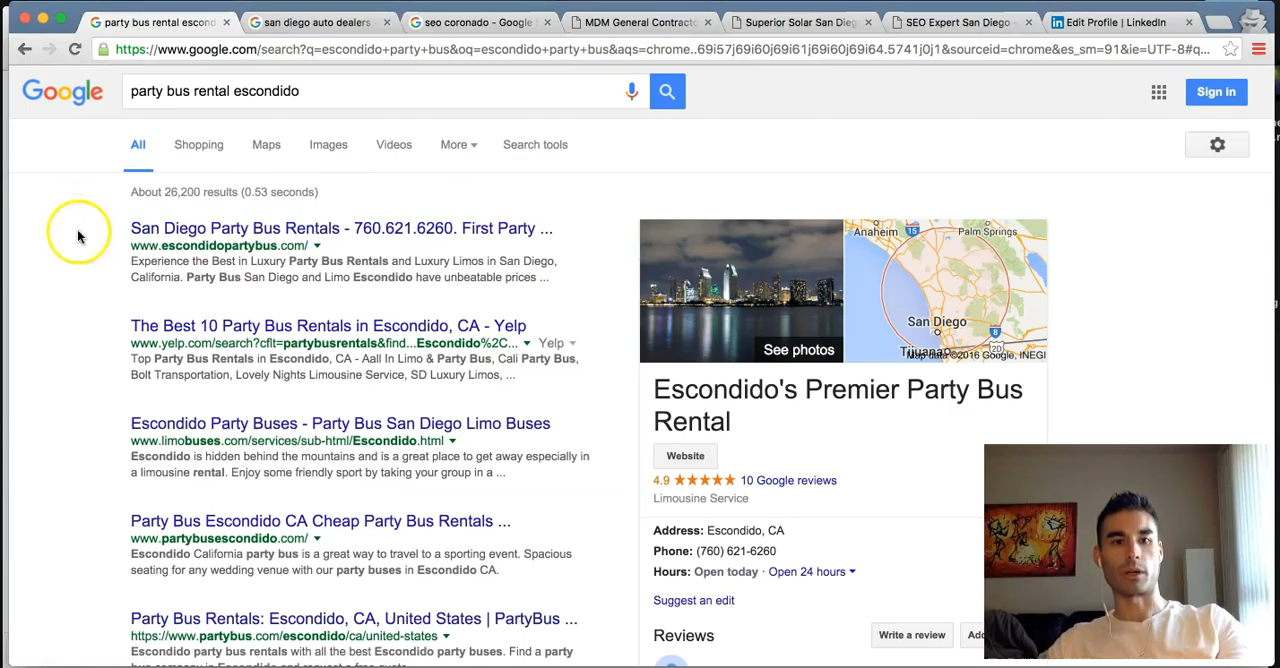 party bus rental escondid
san diego auto dealers
seo coronado - Google
MDM General Contracto
Superior Solar San Dieg
SEO Expert San Diego -
Edit Profile | LinkedIn
https://www.google.com/search?q=escondido+party+bus&oq=escondido+party+bus&aqs=chrome..69i57j69i60j69i61j69i60j69i64.5741j0j1&sourceid=chrome&es_sm=91&ie=UTF-8#q...
Google
party bus rental escondido
Sign in
All
Shopping
Maps
Images
Videos
More
Search tools
About 26,200 results (0.53 seconds)
San Diego Party Bus Rentals - 760.621.6260. First Party ...
www.escondidopartybus.com/
Experience the Best in Luxury Party Bus Rentals and Luxury Limos in San Diego,
California. Party Bus San Diego and Limo Escondido have unbeatable prices ...
The Best 10 Party Bus Rentals in Escondido, CA - Yelp
www.yelp.com/search?cflt=partybusrentals&find...Escondido%2C... Yelp
Top Party Bus Rentals in Escondido, CA - Aall In Limo & Party Bus, Cali Party Bus,
Bolt Transportation, Lovely Nights Limousine Service, SD Luxury Limos, ...
Escondido Party Buses - Party Bus San Diego Limo Buses
www.limobuses.com/services/sub-html/Escondido.html
Escondido is hidden behind the mountains and is a great place to get away especially in
a limousine rental. Enjoy some friendly sport by taking your group in a ...
Party Bus Escondido CA Cheap Party Bus Rentals ...
www.partybusescondido.com/
Escondido California party bus is a great way to travel to a sporting event. Spacious
seating for any wedding venue with our party buses in Escondido CA.
Party Bus Rentals: Escondido, CA, United States | PartyBus ...
https://www.partybus.com/escondido/ca/united-states
Escondido party bus rentals with all the best Escondido party buses. Find a party
See photos
Anaheim
15
Palm Springs
San Diego
8
Tijuana
20
Map data ©2016 Google, INEGI
Escondido's Premier Party Bus
Rental
Website
4.9 10 Google reviews
Limousine Service
Address: Escondido, CA
Phone: (760) 621-6260
Hours: Open today · Open 24 hours
Suggest an edit
Reviews
Write a review
Ad